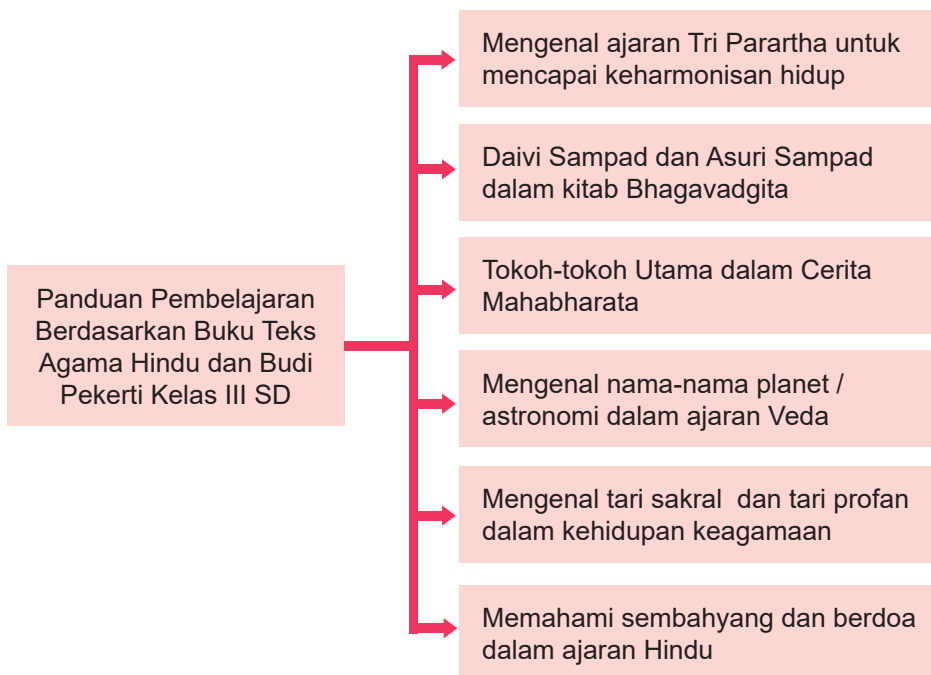 Panduan Pembelajaran
Berdasarkan Buku Teks
Agama Hindu dan Budi
Pekerti Kelas III SD
Mengenal ajaran Tri Parartha untuk
mencapai keharmonisan hidup
Daivi Sampad dan Asuri Sampad
dalam kitab Bhagavadgita
Tokoh-tokoh Utama dalam Cerita
Mahabharata
Mengenal nama-nama planet /
astronomi dalam ajaran Veda
Mengenal tari sakral dan tari profan
dalam kehidupan keagamaan
Memahami sembahyang dan berdoa
dalam ajaran Hindu